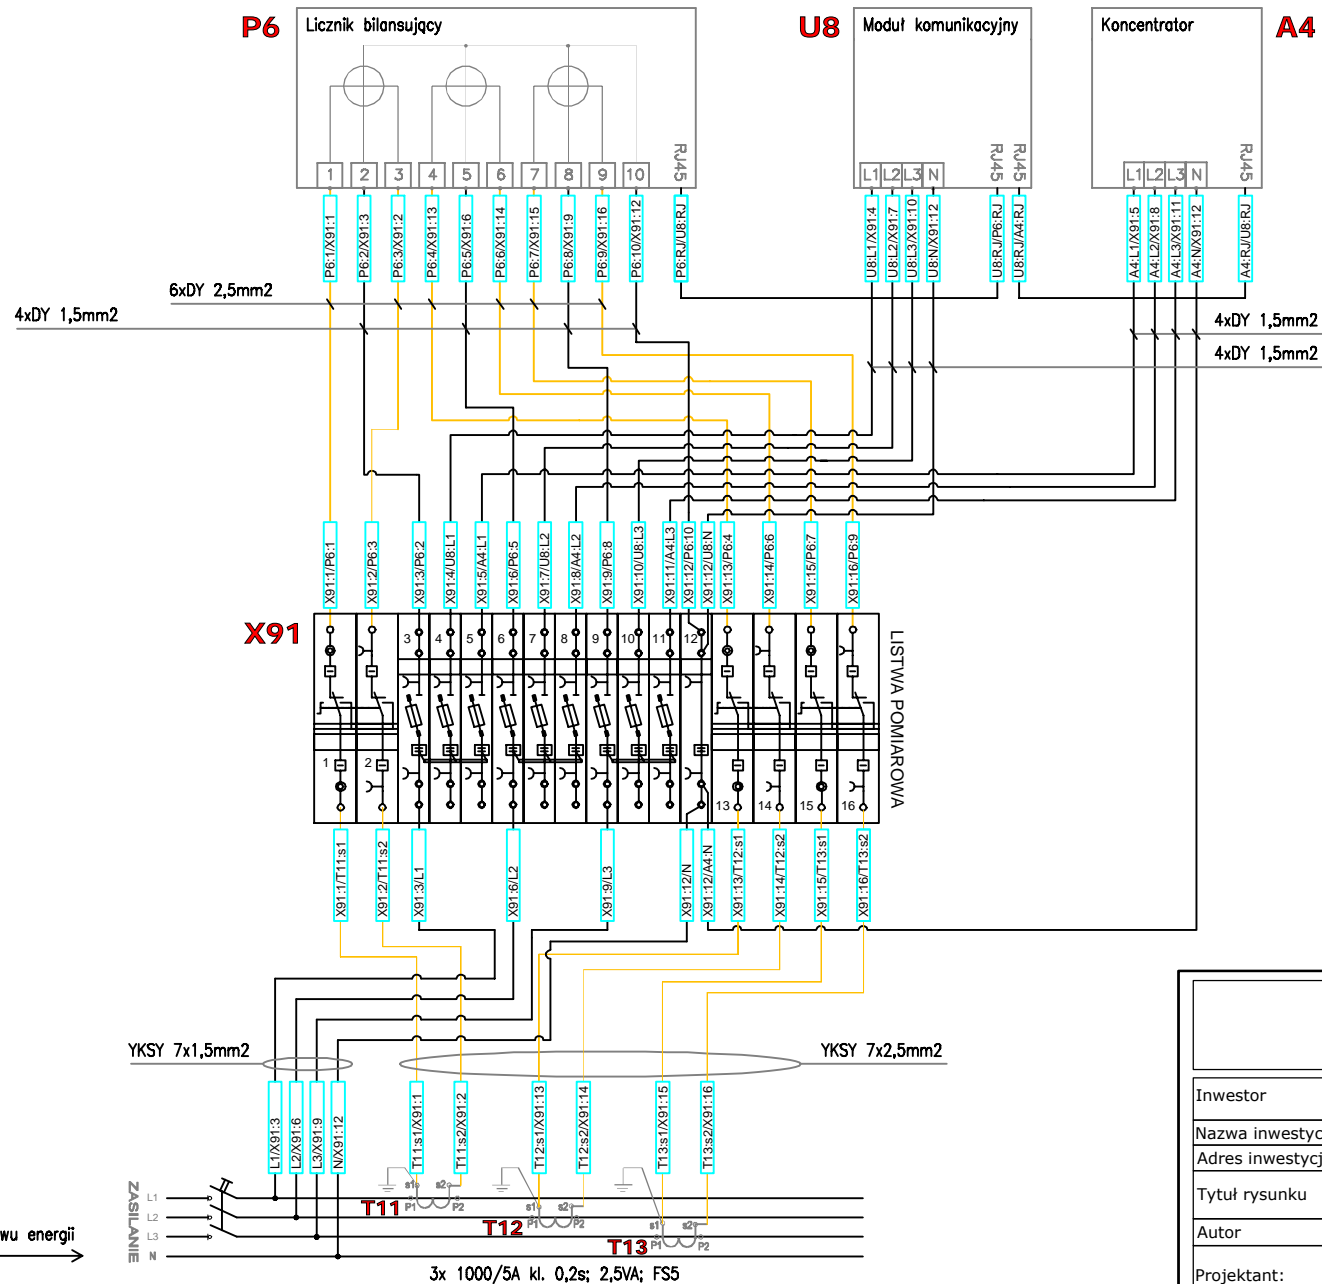 P6 Licznik bilansujący U8 Moduł komunikacyjny Koncentrator A4
RJ45 RJ45 RJ45 RJ45
1 2 3 4 5 6 7 8 9 10 L1 L2 L3 N L1 L2 L3 N
P6:1/X91:1
P6:2/X91:3
P6:3/X91:2
P6:4/X91:13
P6:5/X91:6
P6:6/X91:14
P6:7/X91:15
P6:8/X91:9
P6:9/X91:16
P6:10/X91:12
P6:RJ/U8:RJ
U8:L1/X91:4
U8:L2/X91:7
U8:L3/X91:10
U8:N/X91:12
U8:RJ/P6:RJ
U8:RJ/A4:RJ
A4:L1/X91:5
A4:L2/X91:8
A4:L3/X91:11
A4:N/X91:12
A4:RJ/U8:RJ
6xDY 2,5mm2
4xDY 1,5mm2
4xDY 1,5mm2
4xDY 1,5mm2
X91:1/P6:1
X91:2/P6:3
X91:3/P6:2
X91:4/U8:L1
X91:5/A4:L1
X91:6/P6:5
X91:7/U8:L2
X91:8/A4:L2
X91:9/P6:8
X91:10/U8:L3
X91:11/A4:L3
X91:12/P6:10
X91:12/U8:N
X91:13/P6:4
X91:14/P6:6
X91:15/P6:7
X91:16/P6:9
X91
3 4 5 6 7 8 9 10 11 12
LISTWA POMIAROWA
1 2 13 14 15 16
X91:1/T11:s1
X91:2/T11:s2
X91:3/L1
X91:6/L2
X91:9/L3
X91:12/N
X91:12/A4:N
X91:13/T12:s1
X91:14/T12:s2
X91:15/T13:s1
X91:16/T13:s2
YKSY 7x1,5mm2
YKSY 7x2,5mm2
L1/X91:3
L2/X91:6
L3/X91:9
N/X91:12
T11:s1/X91:1
T11:s2/X91:2
T12:s1/X91:13
T12:s2/X91:14
T13:s1/X91:15
T13:s2/X91:16
ZASILANIE
L1
L2
L3
N
s1 s2
T11 P1 P2
s1 s2
T12 P1 P2
s1 s2
T13 P1 P2
wu energii
3x 1000/5A kl. 0,2s; 2,5VA; FS5
Inwestor
Nazwa inwestyc
Adres inwestycj
Tytuł rysunku
Autor
Projektant: